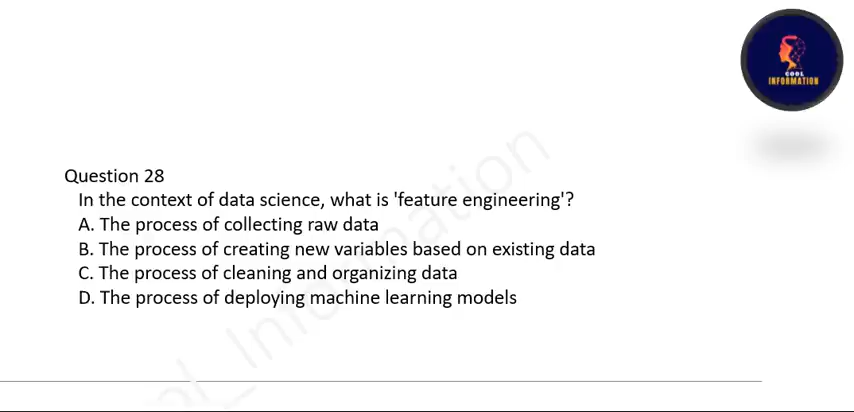 COOL
INFORMATION
Question 28
In the context of data science, what is 'feature engineering'?
A. The process of collecting raw data
B. The process of creating new variables based on existing data
C. The process of cleaning and organizing data
D. The process of deploying machine learning models